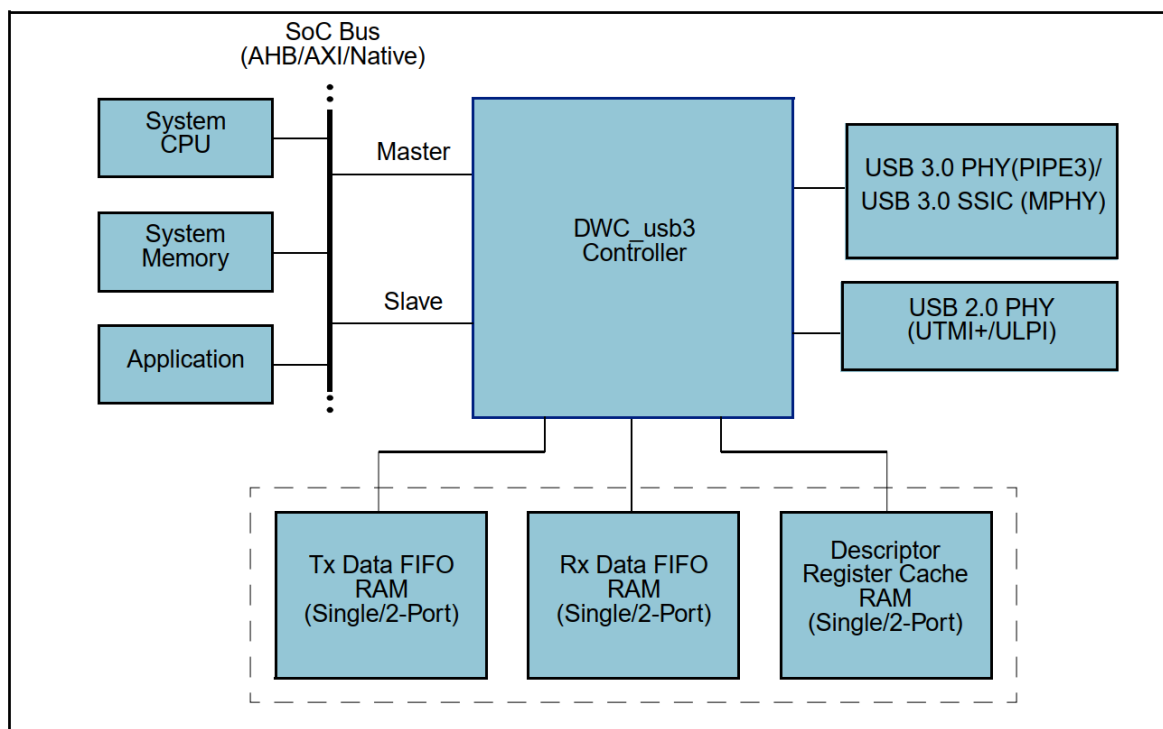 SoC Bus
(AHB/AXI/Native)
System
CPU
Master
System
Memory
Slave
Application
DWC_usb3
Controller
USB 3.0 PHY(PIPE3)/
USB 3.0 SSIC (MPHY)
USB 2.0 PHY
(UTMI+/ULPI)
Tx Data FIFO
RAM
(Single/2-Port)
Rx Data FIFO
RAM
(Single/2-Port)
Descriptor
Register Cache
RAM
(Single/2-Port)